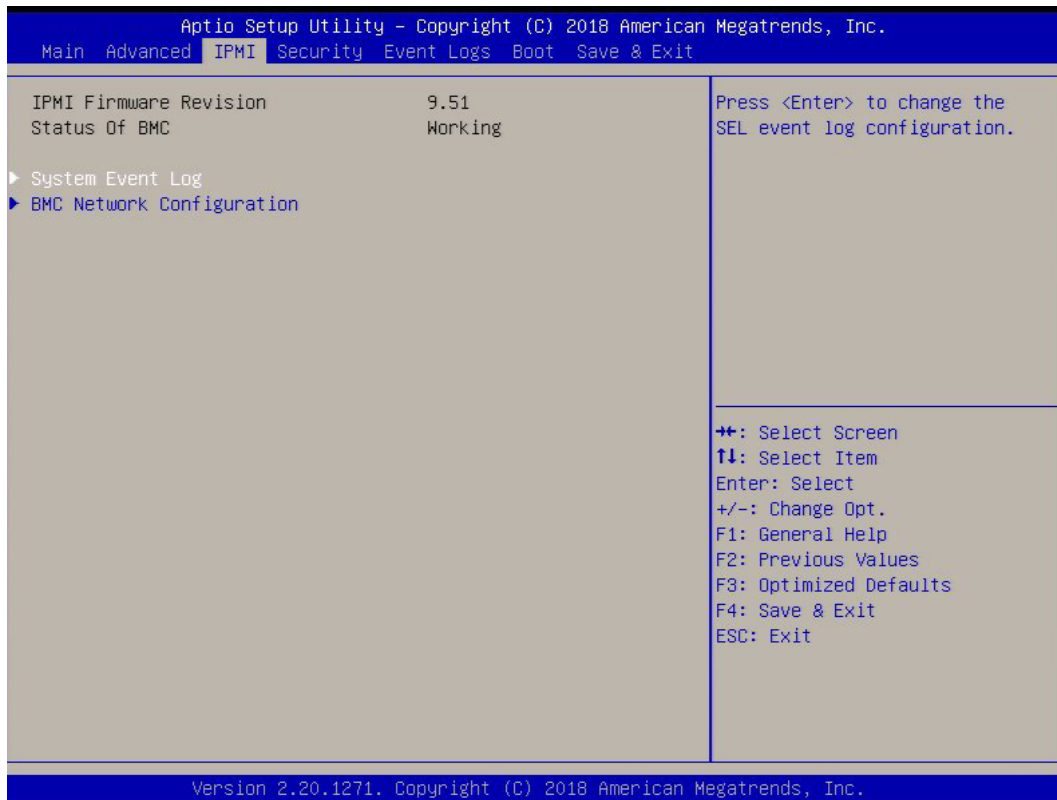 Aptio Setup Utility – Copyright (C) 2018 American Megatrends, Inc.
Main Advanced IPMI Security Event Logs Boot Save & Exit
IPMI Firmware Revision 9.51
Status Of BMC Working
▶ System Event Log
▶ BMC Network Configuration
Press <Enter> to change the
SEL event log configuration.
→←: Select Screen
↑↓: Select Item
Enter: Select
+/-: Change Opt.
F1: General Help
F2: Previous Values
F3: Optimized Defaults
F4: Save & Exit
ESC: Exit
Version 2.20.1271. Copyright (C) 2018 American Megatrends, Inc.